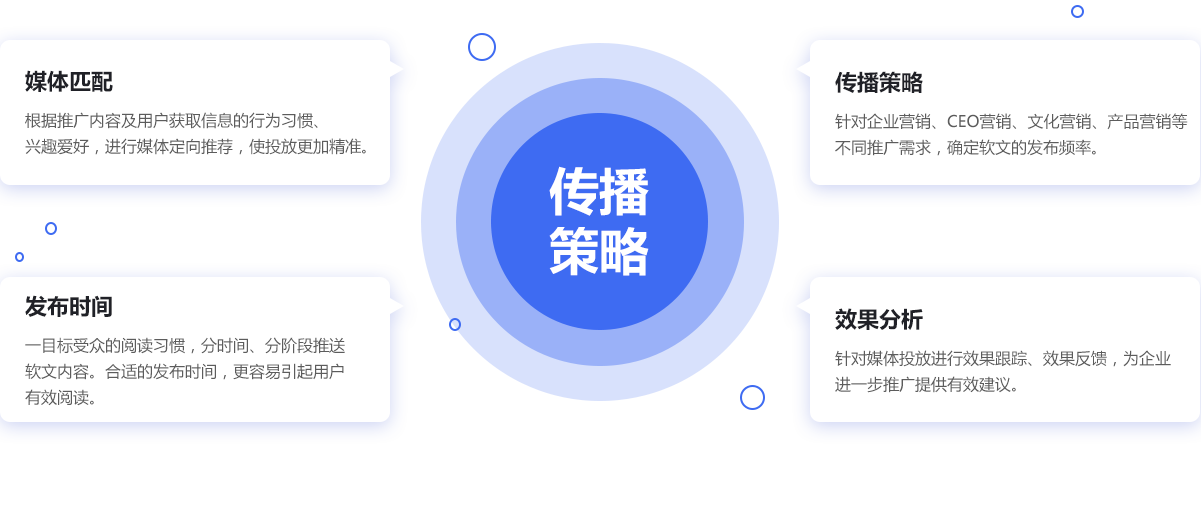 媒体匹配
根据推广内容及用户获取信息的行为习惯、
兴趣爱好，进行媒体定向推荐，使投放更加精准。
传播
策略
传播策略
针对企业营销、CEO营销、文化营销、产品营销等
不同推广需求，确定软文的发布频率。
发布时间
一目标受众的阅读习惯，分时间、分阶段推送
软文内容。合适的发布时间，更容易引起用户
有效阅读。
效果分析
针对媒体投放进行效果跟踪、效果反馈，为企业
进一步推广提供有效建议。